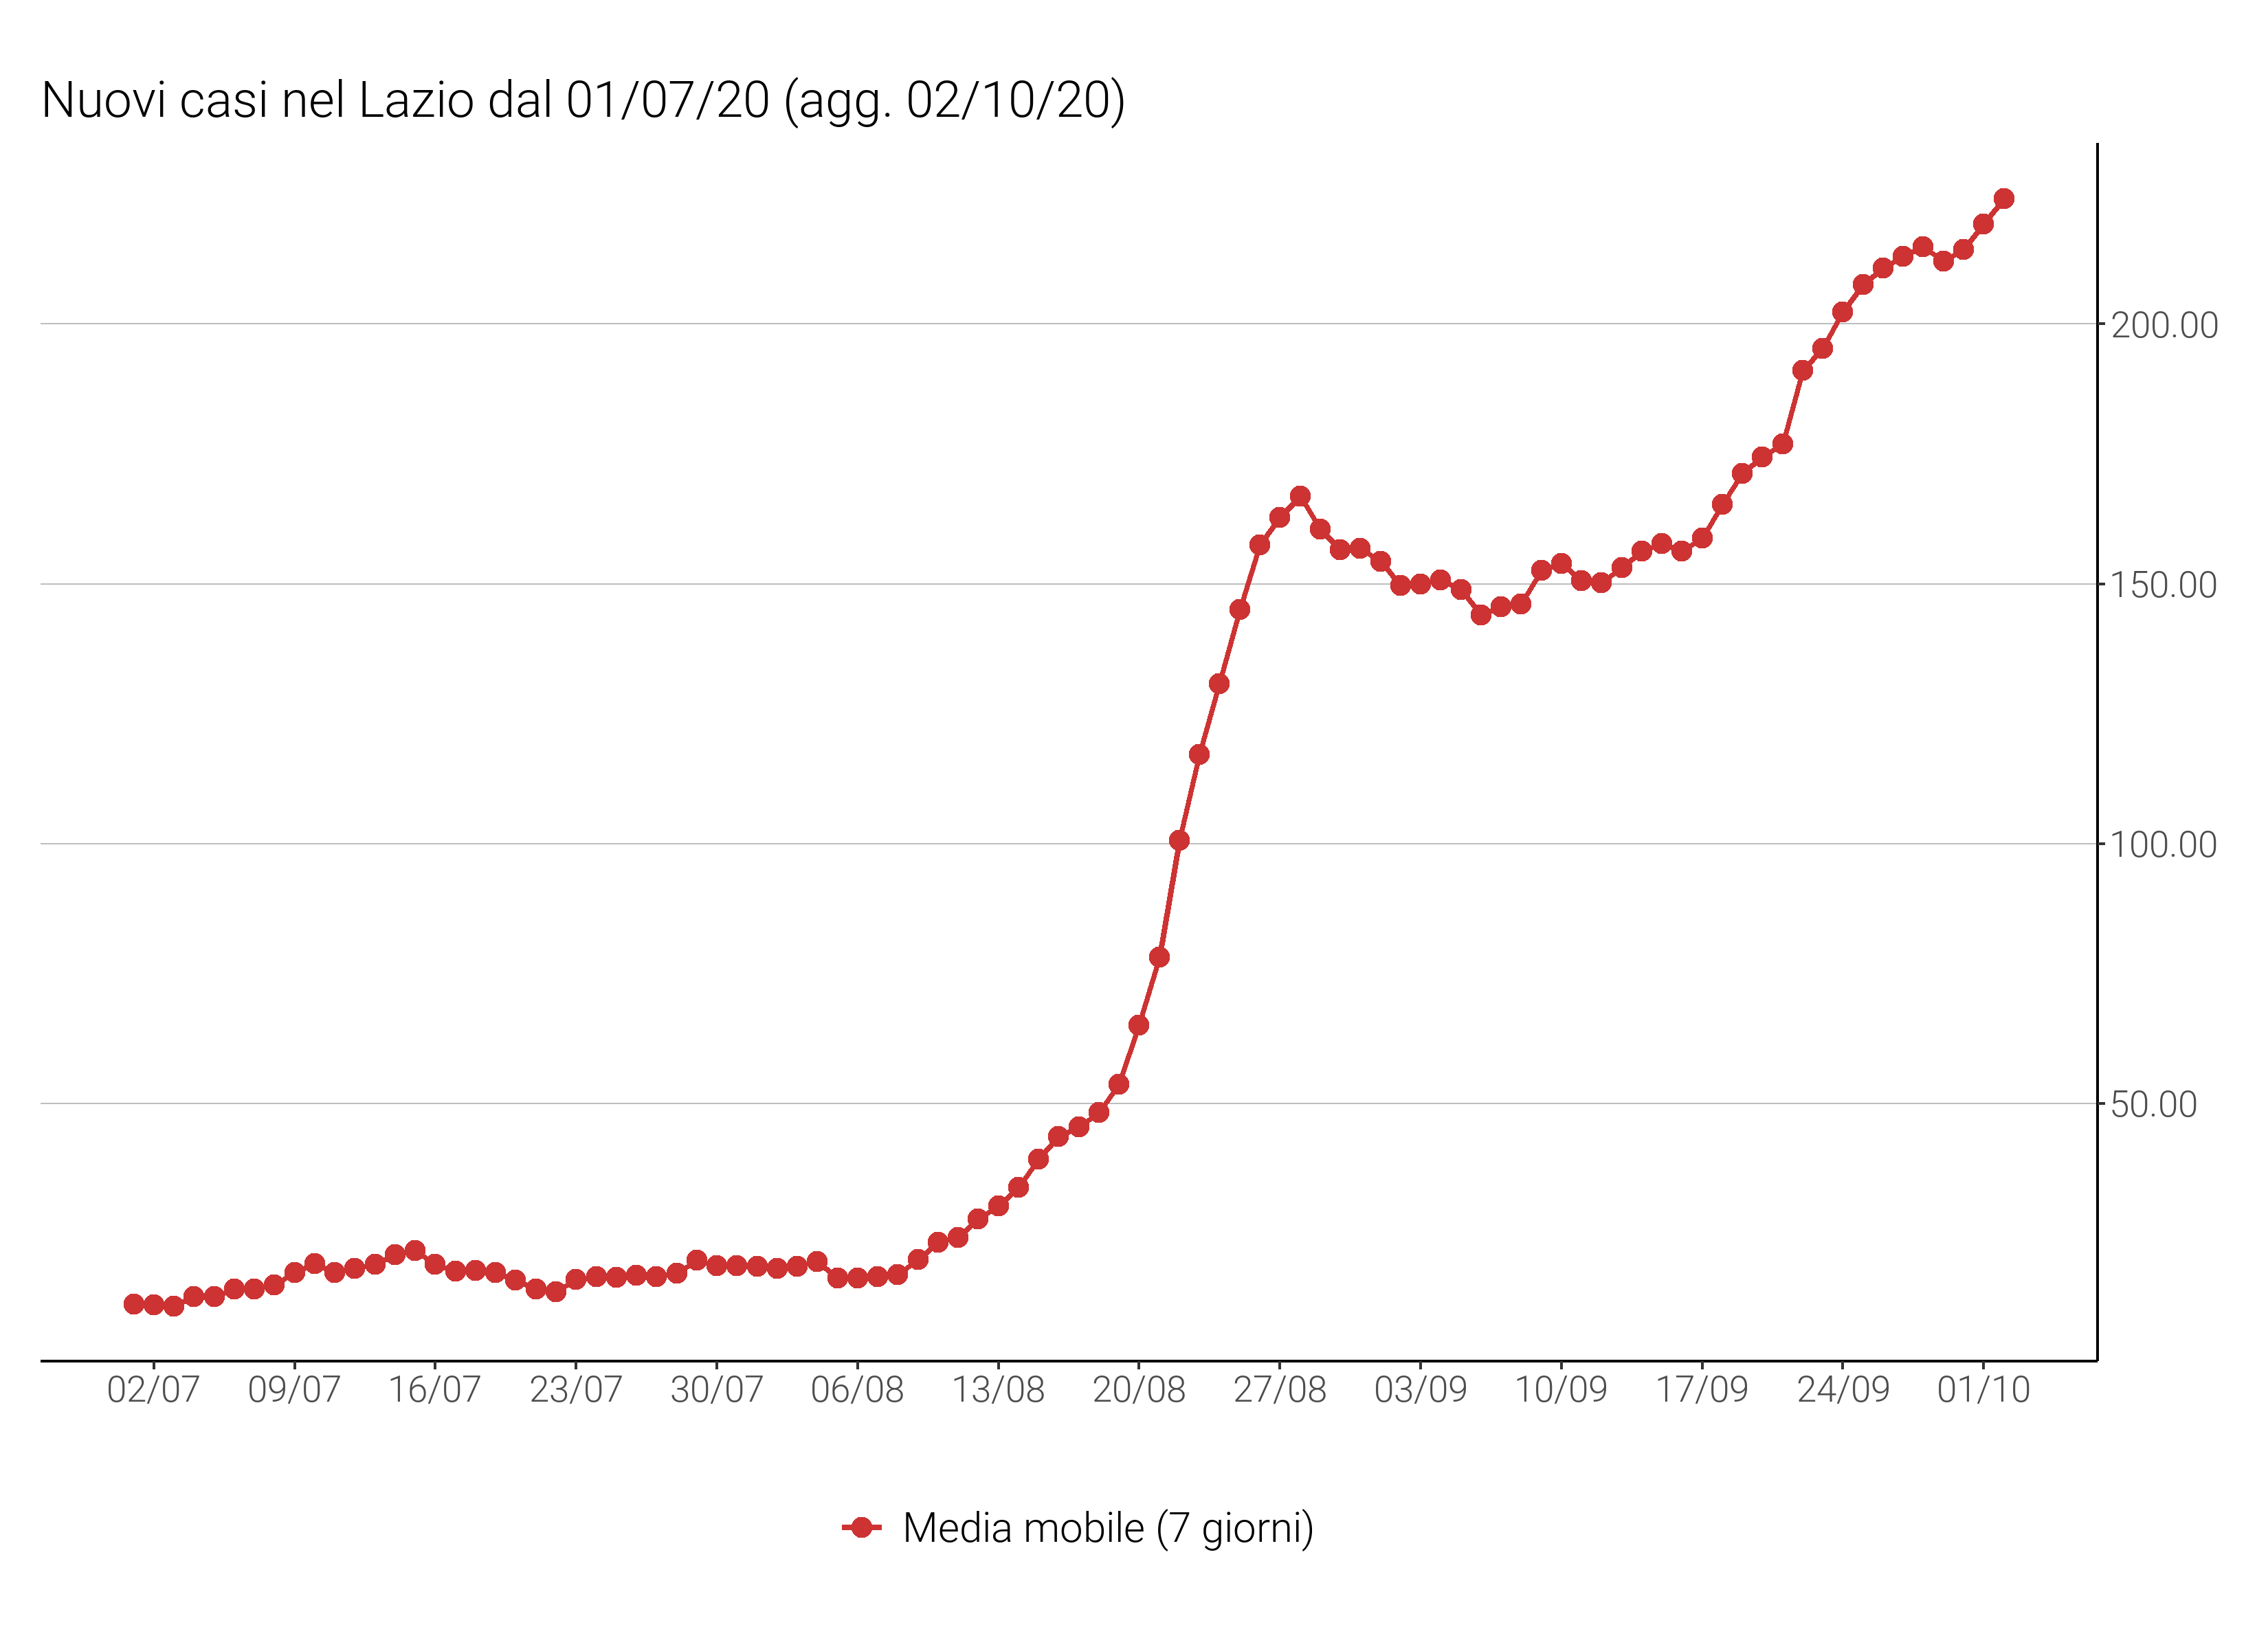 Nuovi casi nel Lazio dal 01/07/20 (agg. 02/10/20)
200.00
150.00
100.00
50.00
02/07 09/07 16/07 23/07 30/07 06/08 13/08 20/08 27/08 03/09 10/09 17/09 24/09 01/10
Media mobile (7 giorni)